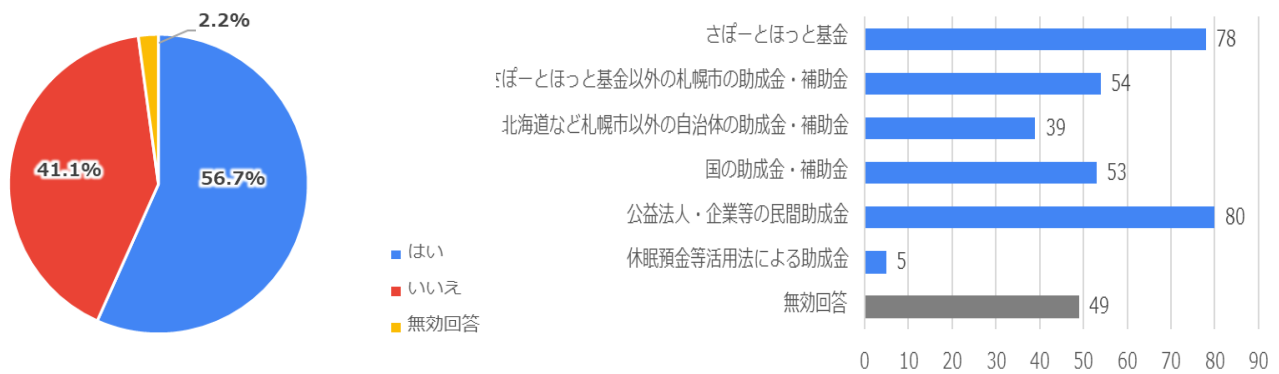 2.2%
41.1%
56.7%
はい
いいえ
無効回答
さぽーとほっと基金
78
さぽーとほっと基金以外の札幌市の助成金・補助金
54
北海道など札幌市以外の自治体の助成金・補助金
39
国の助成金・補助金
53
公益法人・企業等の民間助成金
80
休眠預金等活用法による助成金
5
無効回答
49
0 10 20 30 40 50 60 70 80 90